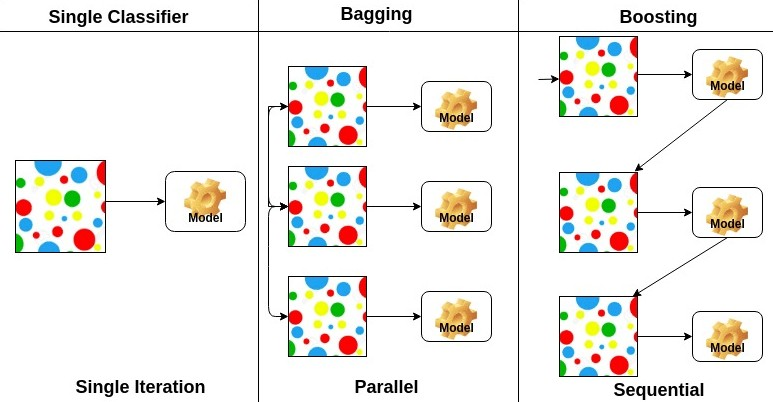 Single Classifier
Bagging
Boosting
Model
Model
Model
Model
Model
Model
Model
Single Iteration
Parallel
Sequential